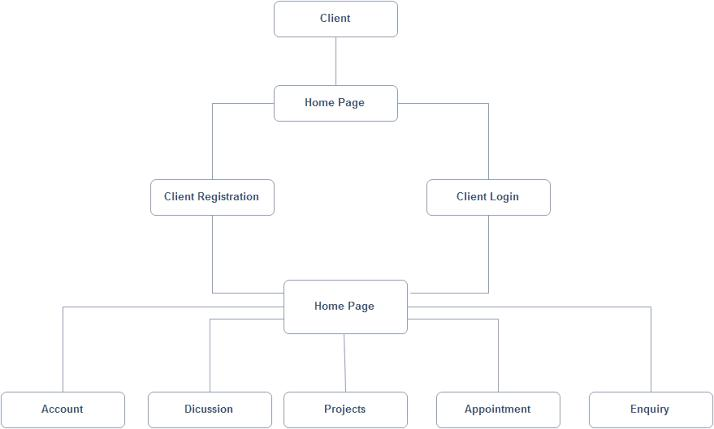 Client
Home Page
Client Registration
Client Login
Home Page
Account
Dicussion
Projects
Appointment
Enquiry